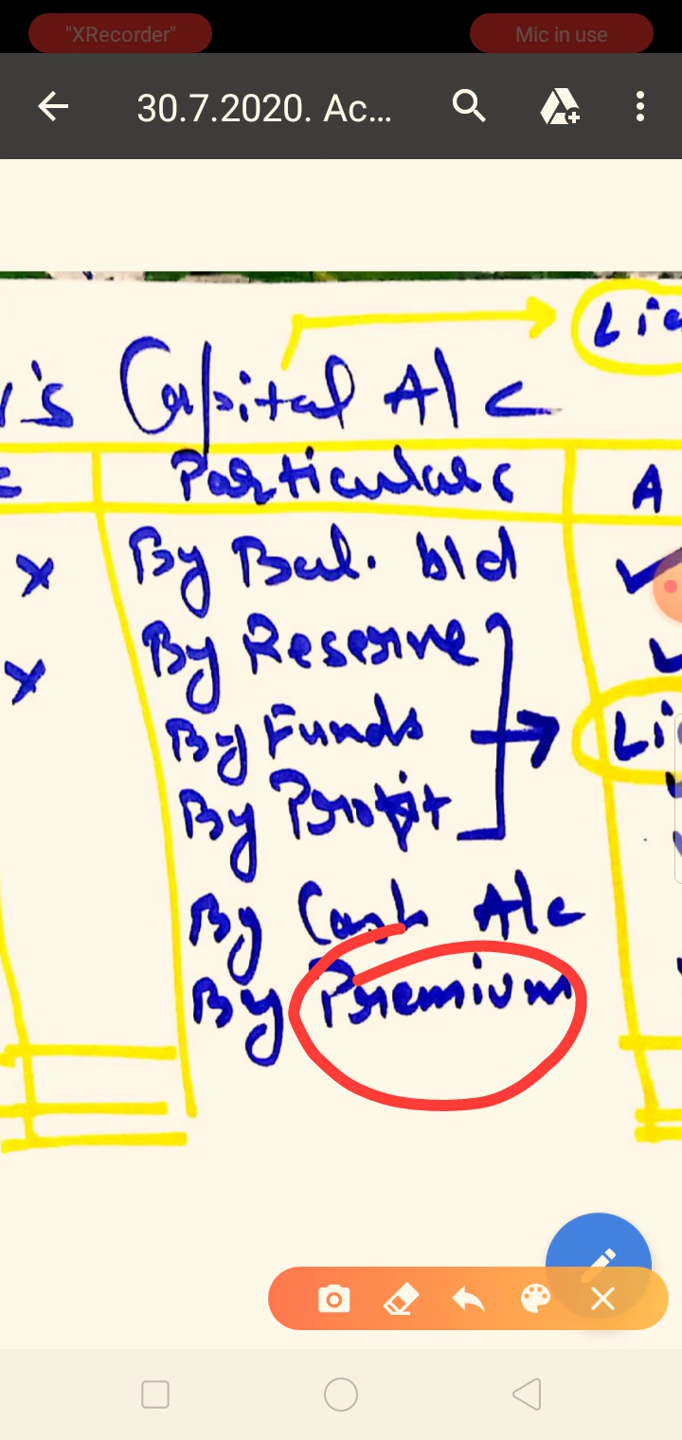 "XRecorder" Mic in use
30.7.2020. Ac...
's Capital A/c
Particulars A
By Bal. b/d
By Reserve
By Funds
By Profit
By Cash A/c
By Premium